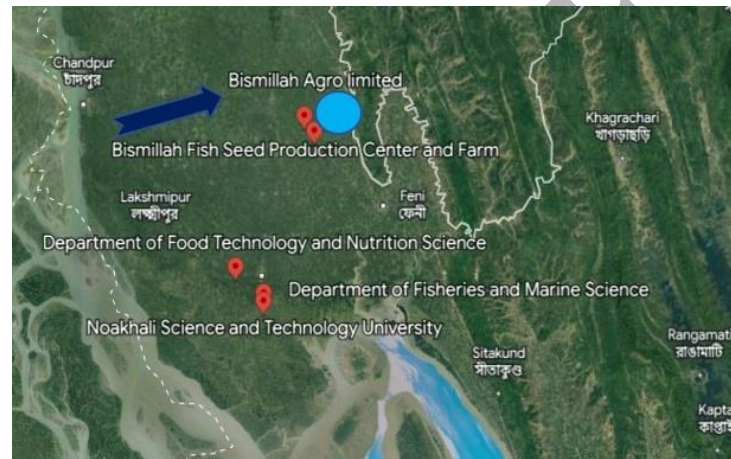 Chandpur
চাঁদপুর
Bismillah Agro limited
Khagrachari
খাগড়াছড়ি
Bismillah Fish Seed Production Center and Farm
Lakshmipur
লক্ষ্মীপুর
Feni
ফেনী
Department of Food Technology and Nutrition Science
Department of Fisheries and Marine Science
Noakhali Science and Technology University
Rangamati
রাঙামাটি
Sitakund
সীতাকুণ্ড
Kapta
কাপ্তাই